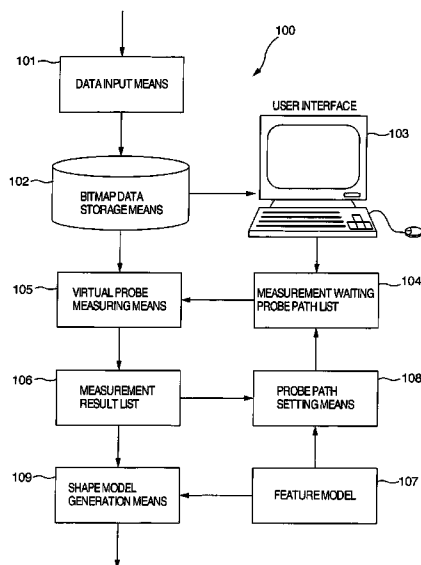 100
101
DATA INPUT MEANS
USER INTERFACE
103
102
BITMAP DATA
STORAGE MEANS
105
VIRTUAL PROBE
MEASURING MEANS
MEASUREMENT WAITING
PROBE PATH LIST
104
106
MEASUREMENT
RESULT LIST
PROBE PATH
SETTING MEANS
108
109
SHAPE MODEL
GENERATION MEANS
FEATURE MODEL
107